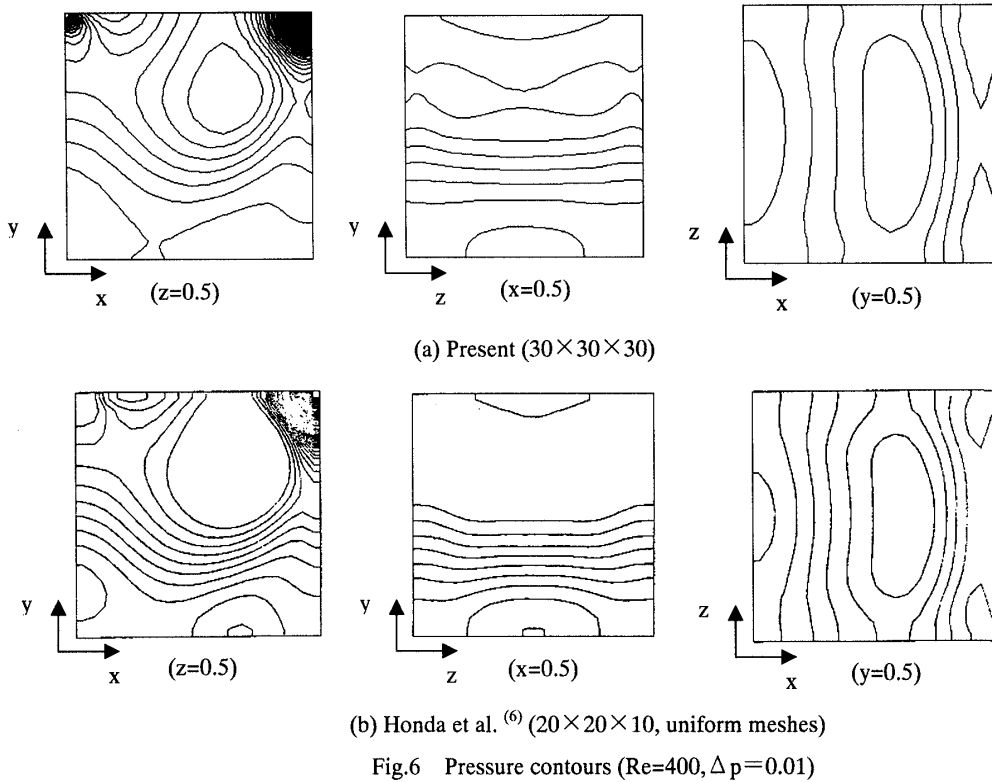 y
x
(z=0.5)
y
z
(x=0.5)
z
x
(y=0.5)
(a) Present (30×30×30)
y
x
(z=0.5)
y
z
(x=0.5)
z
x
(y=0.5)
(b) Honda et al. (6) (20×20×10, uniform meshes)
Fig.6 Pressure contours (Re=400, Δp=0.01)